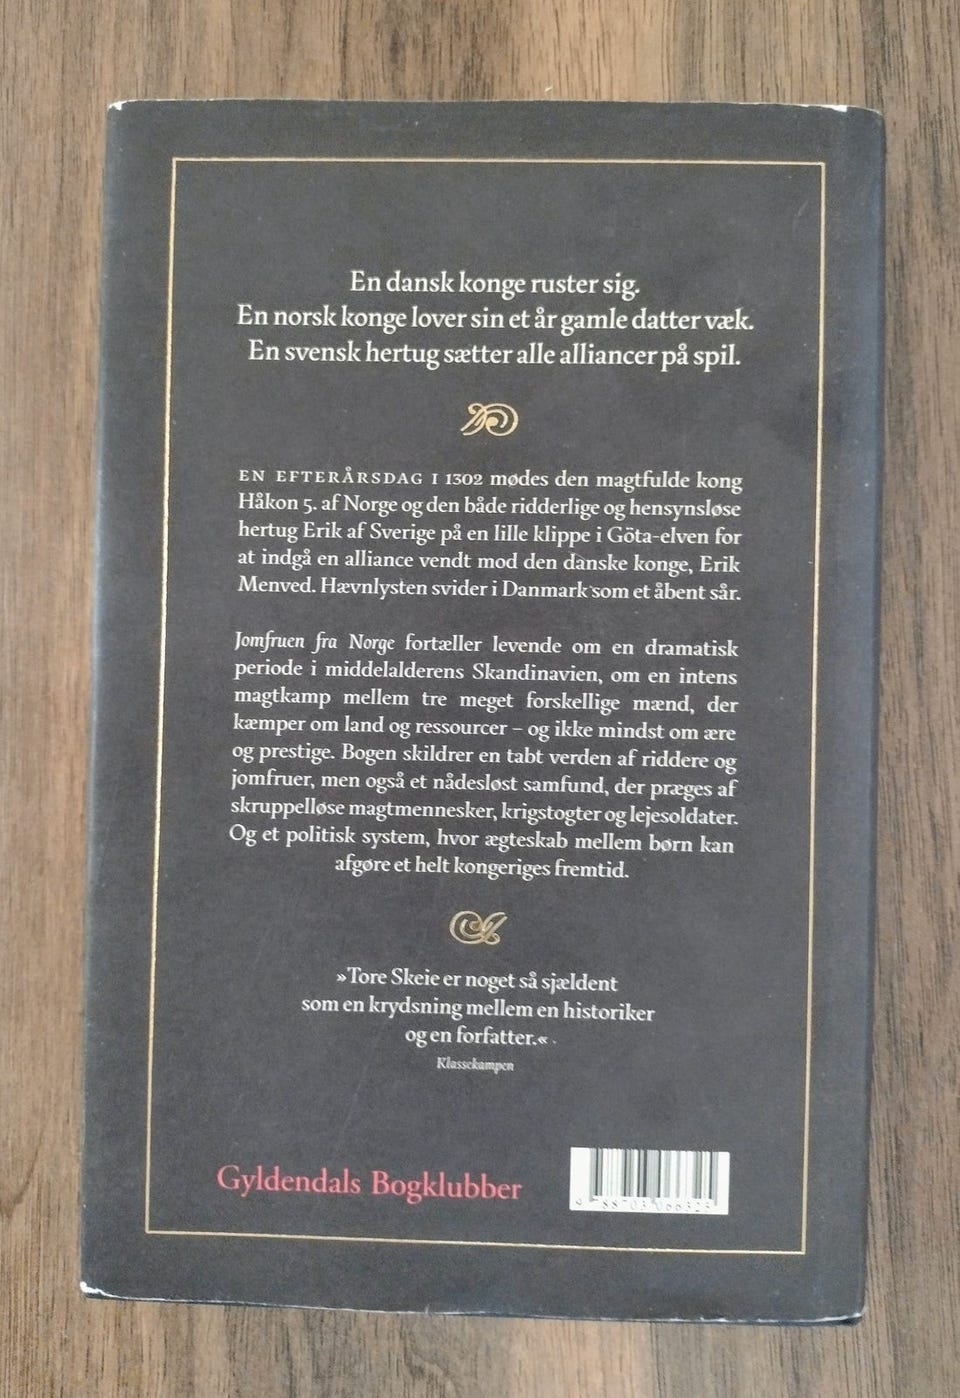 En dansk konge ruster sig.
En norsk konge lover sin et år gamle datter væk.
En svensk hertug sætter alle alliancer på spil.
EN EFTERÅRSDAG I 1302 mødes den magtfulde kong
Håkon 5. af Norge og den både ridderlige og hensynsløse
hertug Erik af Sverige på en lille klippe i Göta-elven for
at indgå en alliance vendt mod den danske konge, Erik
Menved. Hævnlysten svider i Danmark som et åbent sår.
Jomfruen fra Norge fortæller levende om en dramatisk
periode i middelalderens Skandinavien, om en intens
magtkamp mellem tre meget forskellige mænd, der
kæmper om land og ressourcer – og ikke mindst om ære
og prestige. Bogen skildrer en tabt verden af riddere og
jomfruer, men også et nådesløst samfund, der præges af
skruppelløse magtmennesker, krigstogter og lejesoldater.
Og et politisk system, hvor ægteskab mellem børn kan
afgøre et helt kongeriges fremtid.
»Tore Skeie er noget så sjældent
som en krydsning mellem en historiker
og en forfatter.«
Klassekampen
Gyldendals Bogklubber
9 788703 066323